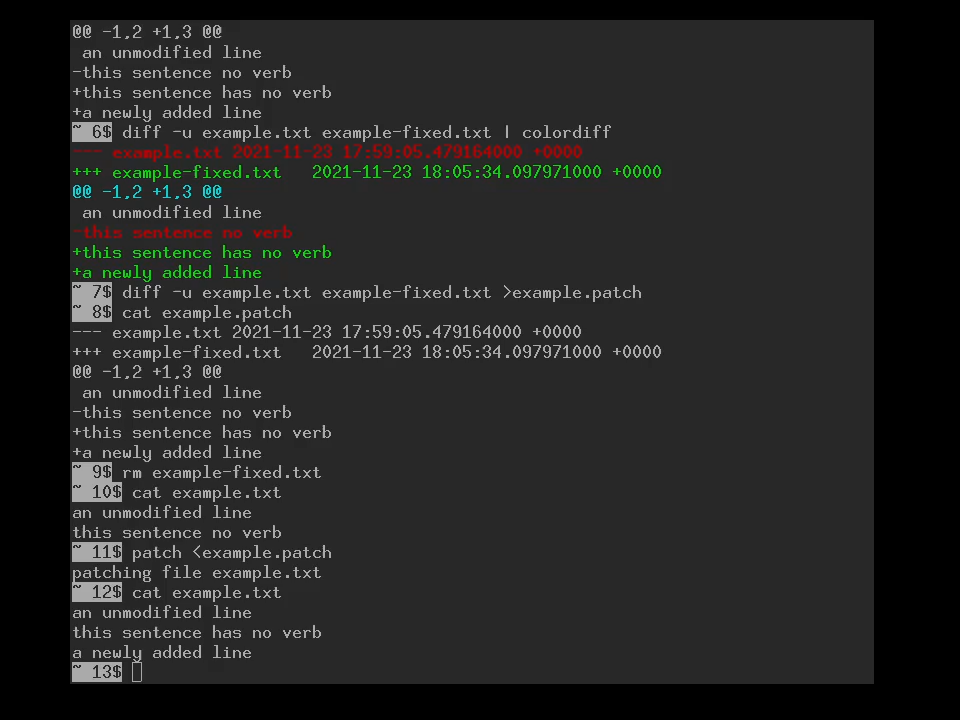 @@ -1,2 +1,3 @@
 an unmodified line
-this sentence no verb
+this sentence has no verb
+a newly added line
~ 6$ diff -u example.txt example-fixed.txt | colordiff
--- example.txt 2021-11-23 17:59:05.479164000 +0000
+++ example-fixed.txt   2021-11-23 18:05:34.097971000 +0000
@@ -1,2 +1,3 @@
 an unmodified line
-this sentence no verb
+this sentence has no verb
+a newly added line
~ 7$ diff -u example.txt example-fixed.txt >example.patch
~ 8$ cat example.patch
--- example.txt 2021-11-23 17:59:05.479164000 +0000
+++ example-fixed.txt   2021-11-23 18:05:34.097971000 +0000
@@ -1,2 +1,3 @@
 an unmodified line
-this sentence no verb
+this sentence has no verb
+a newly added line
~ 9$ rm example-fixed.txt
~ 10$ cat example.txt
an unmodified line
this sentence no verb
~ 11$ patch <example.patch
patching file example.txt
~ 12$ cat example.txt
an unmodified line
this sentence has no verb
a newly added line
~ 13$